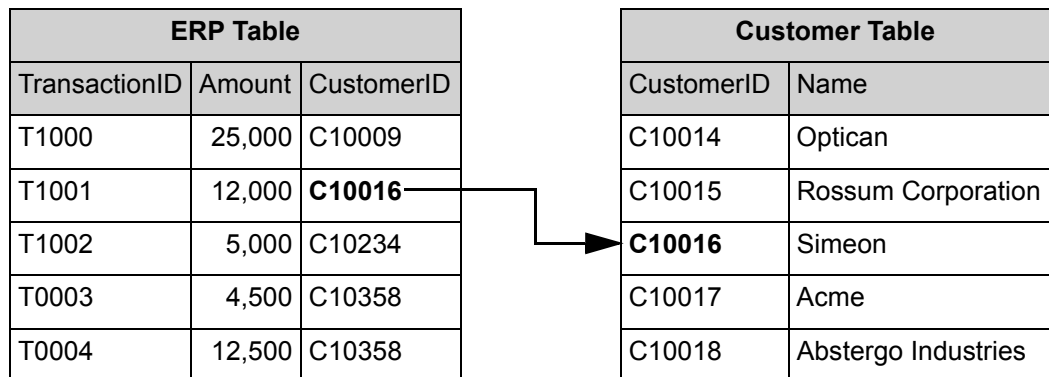 ERP Table
TransactionID Amount CustomerID
T1000 25,000 C10009
T1001 12,000 C10016
T1002 5,000 C10234
T0003 4,500 C10358
T0004 12,500 C10358
Customer Table
CustomerID Name
C10014 Optican
C10015 Rossum Corporation
C10016 Simeon
C10017 Acme
C10018 Abstergo Industries